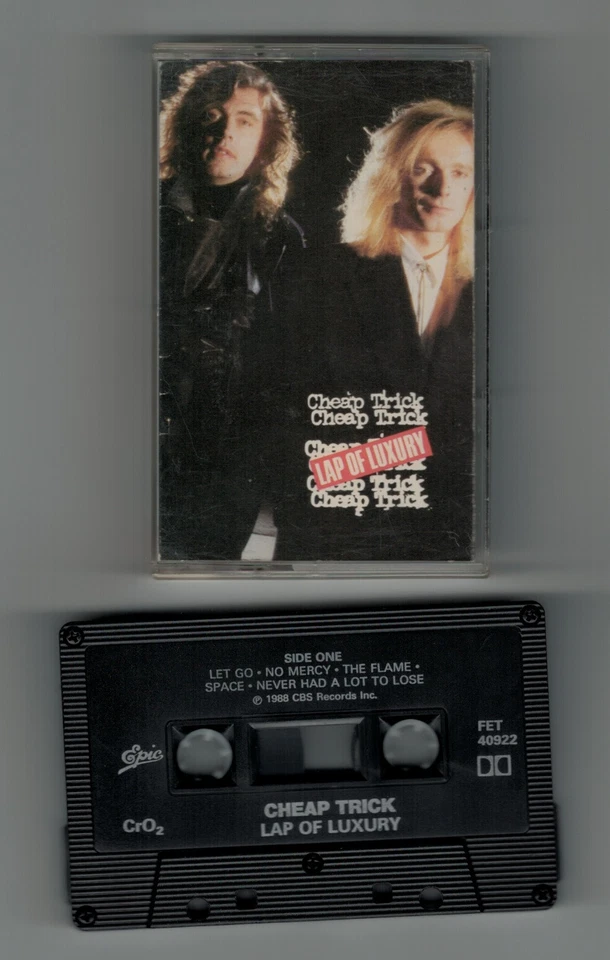 Cheap Trick
Cheap Trick
Cheap Trick
LAP OF LUXURY
Cheap Trick
Cheap Trick
SIDE ONE
LET GO • NO MERCY • THE FLAME •
SPACE • NEVER HAD A LOT TO LOSE
℗ 1988 CBS Records Inc.
Epic
FET
40922
CrO₂
CHEAP TRICK
LAP OF LUXURY